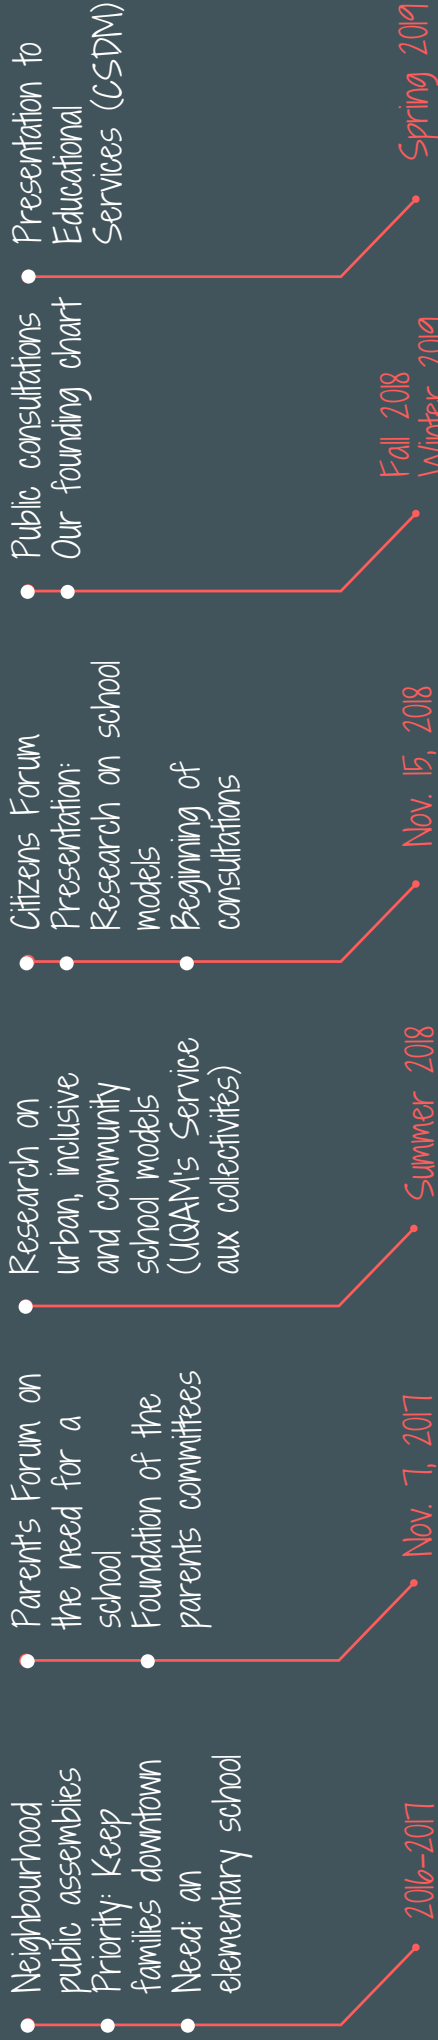 Neighbourhood
public assemblies
Priority: Keep
families downtown
Need: an
elementary school
2016-2017
Parent's Forum on
the need for a
school
Foundation of the
parents committees
Nov. 7, 2017
Research on
urban, inclusive
and community
school models
(UQAM's Service
aux collectivités)
Summer 2018
Citizens Forum
Presentation:
Research on school
models
Beginning of
consultations
Nov. 15, 2018
Public consultations
Our founding chart
Fall 2018
Winter 2019
Presentation to
Educational
Services (CSDM)
Spring 2019